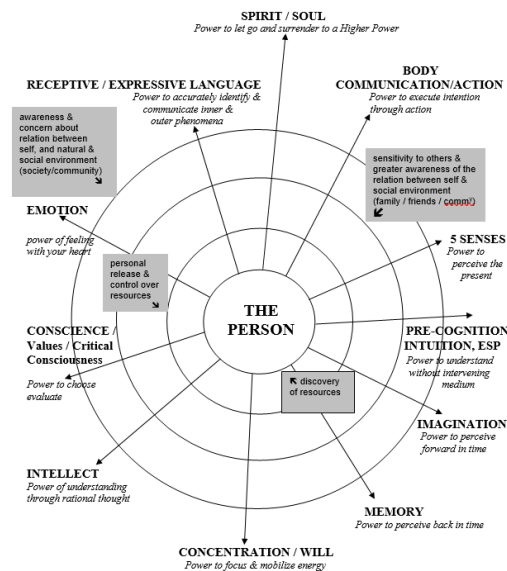 SPIRIT / SOUL
Power to let go and surrender to a Higher Power
RECEPTIVE / EXPRESSIVE LANGUAGE
Power to accurately identify &
communicate inner &
outer phenomena
BODY
COMMUNICATION/ACTION
Power to execute intention
through action
awareness &
concern about
relation between
self, and natural &
social environment
(society/community)
sensitivity to others &
greater awareness of the
relation between self &
social environment
(family / friends / comm!)
EMOTION
power of feeling
with your heart
5 SENSES
Power to
perceive the
present
personal
release &
control over
resources
THE
PERSON
CONSCIENCE /
Values / Critical
Consciousness
Power to choose
evaluate
PRE-COGNITION
INTUITION, ESP
Power to understand
without intervening
medium
discovery
of resources
IMAGINATION
Power to perceive
forward in time
INTELLECT
Power of understanding
through rational thought
MEMORY
Power to perceive back in time
CONCENTRATION / WILL
Power to focus & mobilize energy